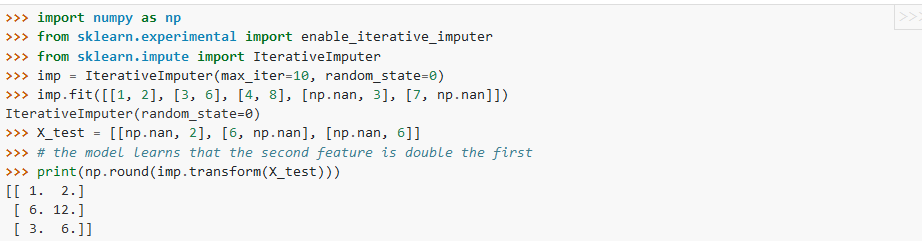 >>> import numpy as np
>>> from sklearn.experimental import enable_iterative_imputer
>>> from sklearn.impute import IterativeImputer
>>> imp = IterativeImputer(max_iter=10, random_state=0)
>>> imp.fit([[1, 2], [3, 6], [4, 8], [np.nan, 3], [7, np.nan]])
IterativeImputer(random_state=0)
>>> X_test = [[np.nan, 2], [6, np.nan], [np.nan, 6]]
>>> # the model learns that the second feature is double the first
>>> print(np.round(imp.transform(X_test)))
[[ 1.  2.]
 [ 6. 12.]
 [ 3.  6.]]
>>>